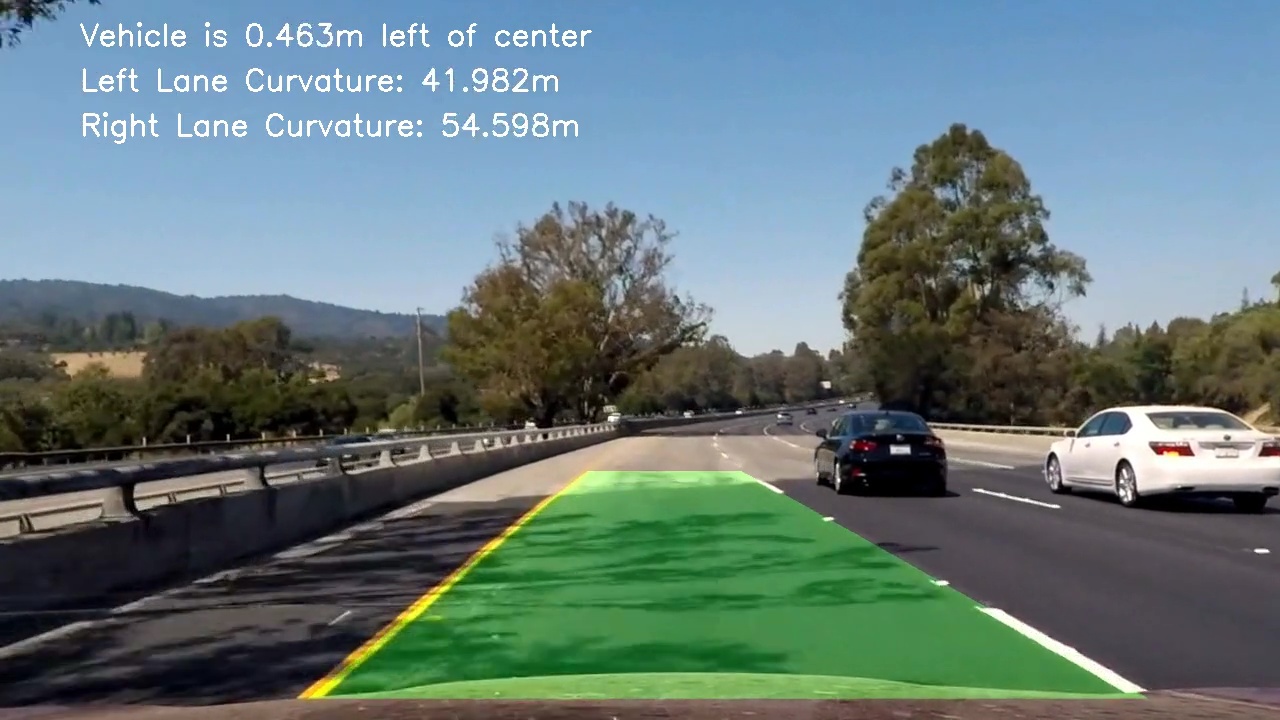 Vehicle is 0.463m left of center
Left Lane Curvature: 41.982m
Right Lane Curvature: 54.598m